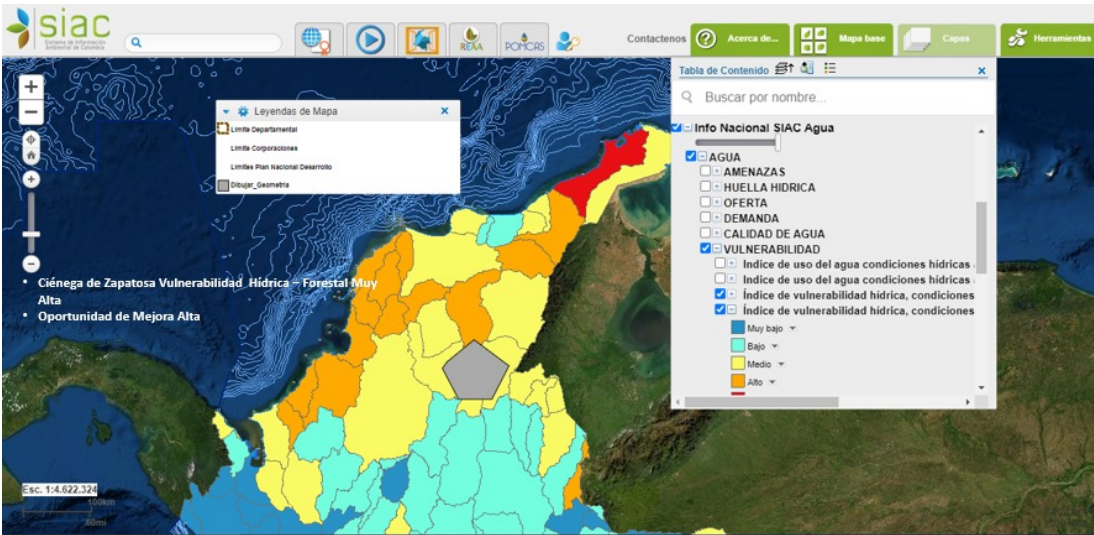 siac
Sistema de Información
Ambiental de Colombia
REAA
POMCAS
Contactenos
Acerca de...
Mapa base
Capas
Herramientas
Leyendas de Mapa
Limite Departamental
Limite Corporaciones
Limites Plan Nacional Desarrollo
Dibujar_Geometria
Tabla de Contenido
Buscar por nombre...
Info Nacional SIAC Agua
AGUA
AMENAZAS
HUELLA HIDRICA
OFERTA
DEMANDA
CALIDAD DE AGUA
VULNERABILIDAD
Indice de uso del agua condiciones hídricas
Indice de uso del agua condiciones hídricas
Índice de vulnerabilidad hídrica, condiciones
Índice de vulnerabilidad hídrica, condiciones
Muy bajo
Bajo
Medio
Alto
• Ciénega de Zapatosa Vulnerabilidad Hídrica – Forestal Muy
Alta
• Oportunidad de Mejora Alta
Esc. 1:4.622.324
100km
60mi